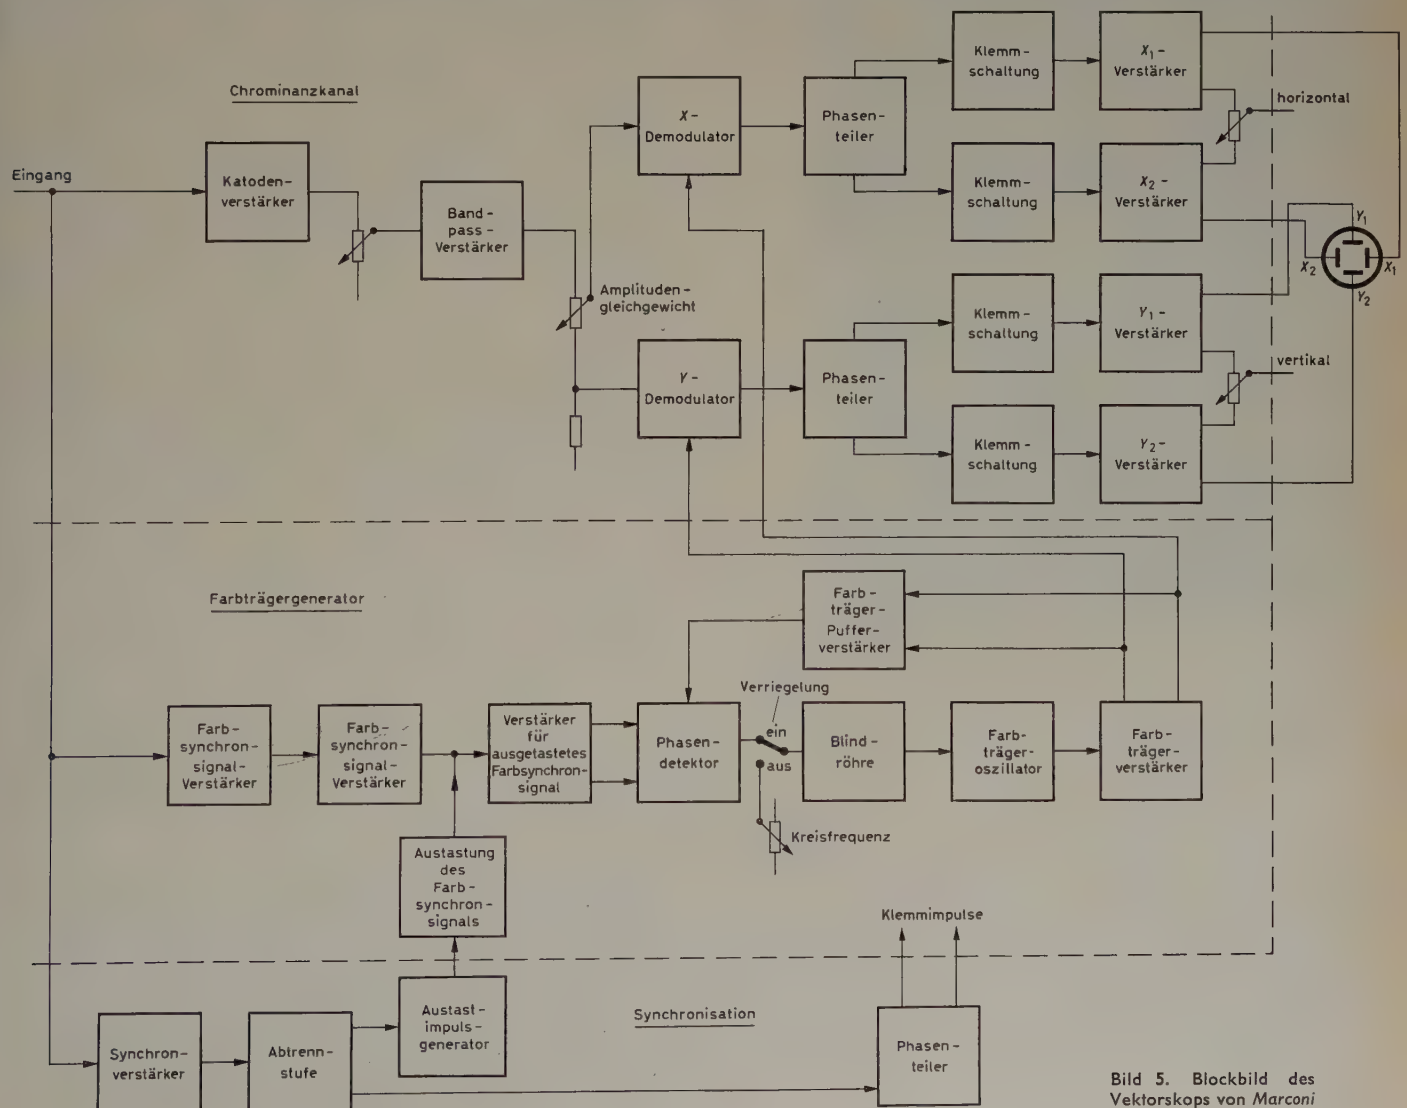 Chrominanzkanal
Eingang
Katoden-
verstärker
Band-
pass-
Verstärker
Amplituden-
gleichgewicht
X-
Demodulator
Y-
Demodulator
Phasen-
teiler
Phasen-
teiler
Klemm-
schaltung
Klemm-
schaltung
Klemm-
schaltung
Klemm-
schaltung
X1-
Verstärker
X2-
Verstärker
Y1-
Verstärker
Y2-
Verstärker
horizontal
vertikal
Y1
X2
X1
Y2
Farbträgergenerator
Farb-
träger-
Puffer-
verstärker
Farb-
synchron-
signal-
Verstärker
Farb-
synchron-
signal-
Verstärker
Verstärker
für
ausgetastetes
Farbsynchron-
signal
Phasen-
detektor
Verriegelung
ein
aus
Kreisfrequenz
Blind-
röhre
Farb-
träger-
oszillator
Farb-
träger-
verstärker
Austastung
des
Farb-
synchron-
signals
Klemmimpulse
Synchronisation
Synchron-
verstärker
Abtrenn-
stufe
Austast-
impuls-
generator
Phasen-
teiler
Bild 5. Blockbild des
Vektorskops von Marconi